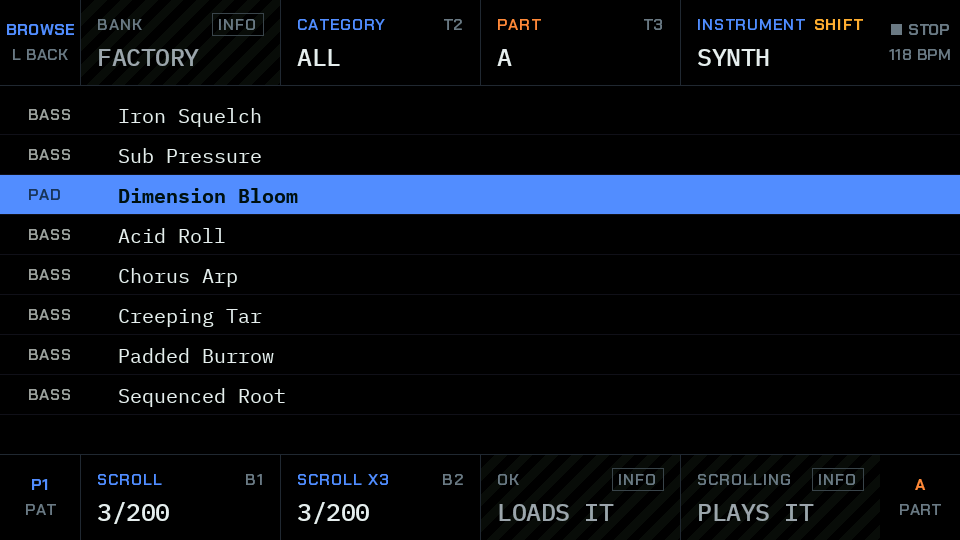 BROWSE
L BACK
BANK INFO
FACTORY
CATEGORY T2
ALL
PART T3
A
INSTRUMENT SHIFT
SYNTH
STOP
118 BPM
BASS Iron Squelch
BASS Sub Pressure
PAD Dimension Bloom
BASS Acid Roll
BASS Chorus Arp
BASS Creeping Tar
BASS Padded Burrow
BASS Sequenced Root
P1
PAT
SCROLL B1
3/200
SCROLL X3 B2
3/200
OK INFO
LOADS IT
SCROLLING INFO
PLAYS IT
A
PART